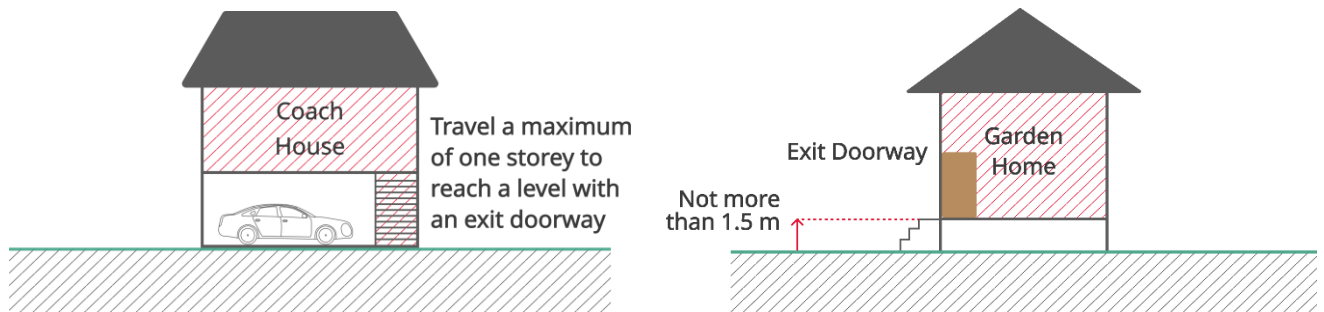 Coach
House
Travel a maximum
of one storey to
reach a level with
an exit doorway
Exit Doorway
Garden
Home
Not more
than 1.5 m